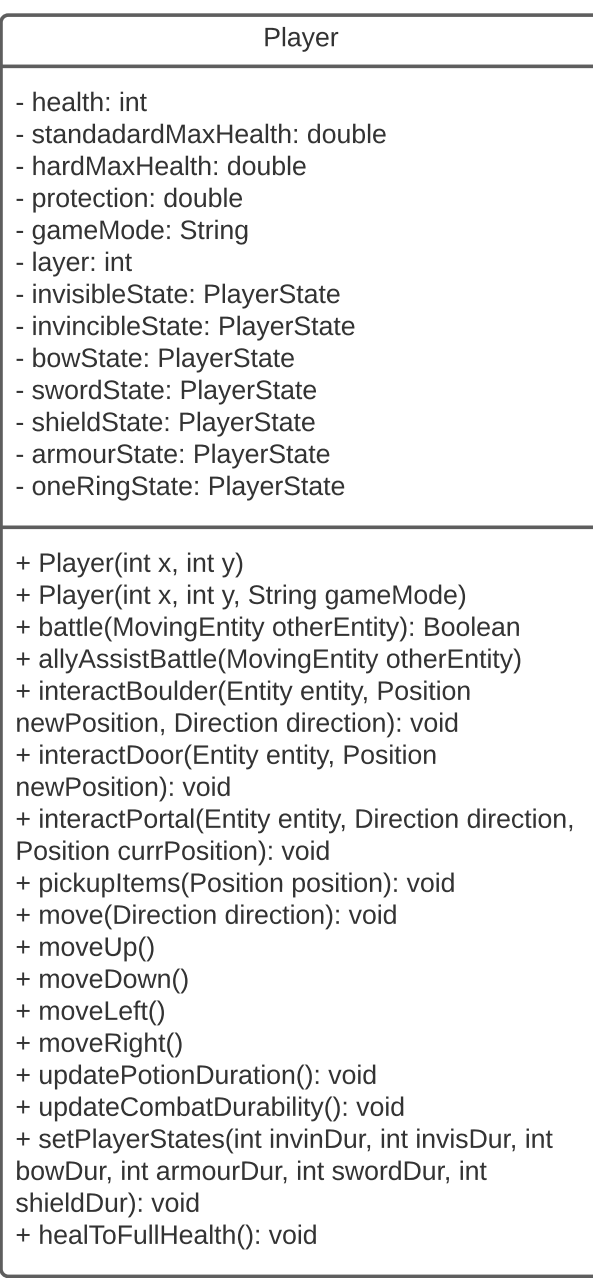 Player
- health: int
- standadardMaxHealth: double
- hardMaxHealth: double
- protection: double
- gameMode: String
- layer: int
- invisibleState: PlayerState
- invincibleState: PlayerState
- bowState: PlayerState
- swordState: PlayerState
- shieldState: PlayerState
- armourState: PlayerState
- oneRingState: PlayerState
+ Player(int x, int y)
+ Player(int x, int y, String gameMode)
+ battle(MovingEntity otherEntity): Boolean
+ allyAssistBattle(MovingEntity otherEntity)
+ interactBoulder(Entity entity, Position
newPosition, Direction direction): void
+ interactDoor(Entity entity, Position
newPosition): void
+ interactPortal(Entity entity, Direction direction,
Position currPosition): void
+ pickupItems(Position position): void
+ move(Direction direction): void
+ moveUp()
+ moveDown()
+ moveLeft()
+ moveRight()
+ updatePotionDuration(): void
+ updateCombatDurability(): void
+ setPlayerStates(int invinDur, int invisDur, int
bowDur, int armourDur, int swordDur, int
shieldDur): void
+ healToFullHealth(): void